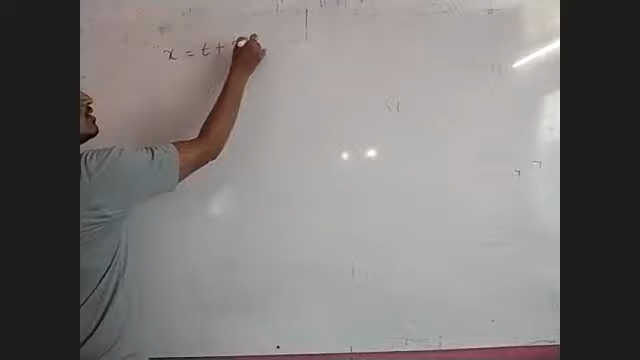 x = t +